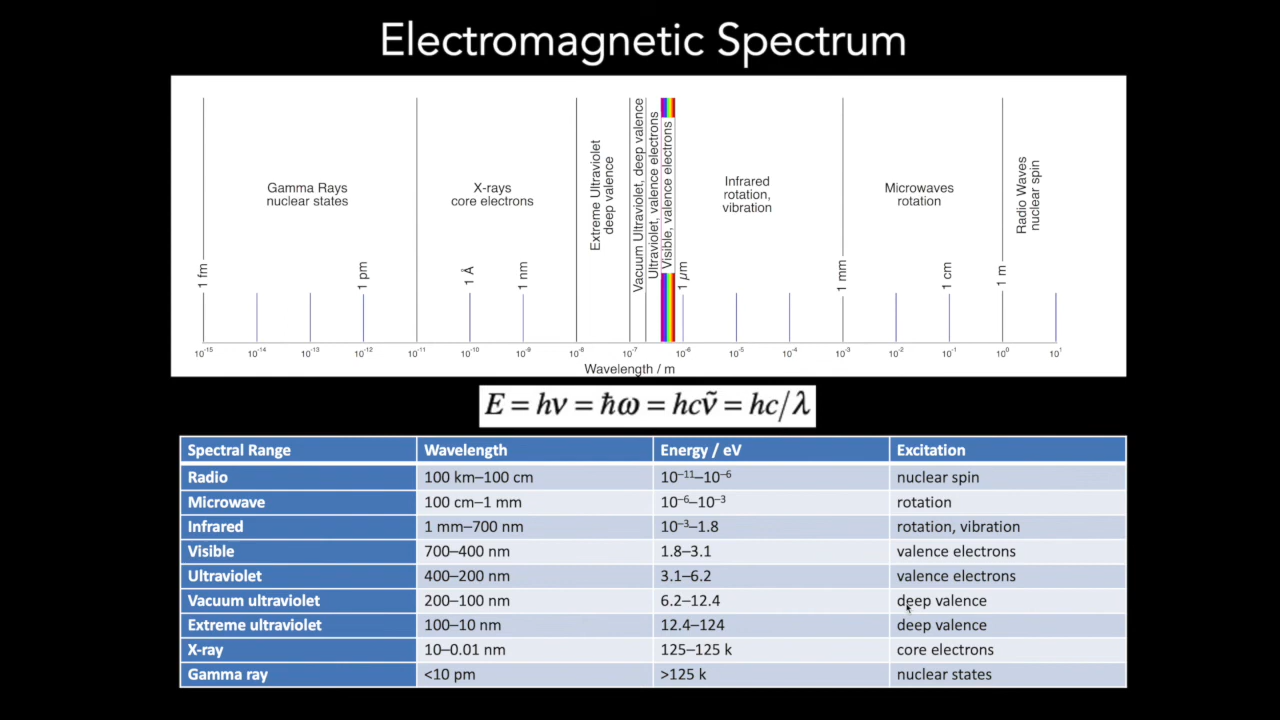 Electromagnetic Spectrum
Gamma Rays
nuclear states
X-rays
core electrons
Extreme Ultraviolet
deep valence
Vacuum Ultraviolet, deep valence
Ultraviolet, valence electrons
Visible, valence electrons
Infrared
rotation,
vibration
Microwaves
rotation
Radio Waves
nuclear spin
1 fm
1 pm
1 Å
1 nm
1 µm
1 mm
1 cm
1 m
10⁻¹⁵ 10⁻¹⁴ 10⁻¹³ 10⁻¹² 10⁻¹¹ 10⁻¹⁰ 10⁻⁹ 10⁻⁸ 10⁻⁷ 10⁻⁶ 10⁻⁵ 10⁻⁴ 10⁻³ 10⁻² 10⁻¹ 10⁰ 10¹
Wavelength / m
E = hν = ħω = hcν̃ = hc/λ
Spectral Range Wavelength Energy / eV Excitation
Radio 100 km–100 cm 10⁻¹¹–10⁻⁶ nuclear spin
Microwave 100 cm–1 mm 10⁻⁶–10⁻³ rotation
Infrared 1 mm–700 nm 10⁻³–1.8 rotation, vibration
Visible 700–400 nm 1.8–3.1 valence electrons
Ultraviolet 400–200 nm 3.1–6.2 valence electrons
Vacuum ultraviolet 200–100 nm 6.2–12.4 deep valence
Extreme ultraviolet 100–10 nm 12.4–124 deep valence
X-ray 10–0.01 nm 125–125 k core electrons
Gamma ray <10 pm >125 k nuclear states